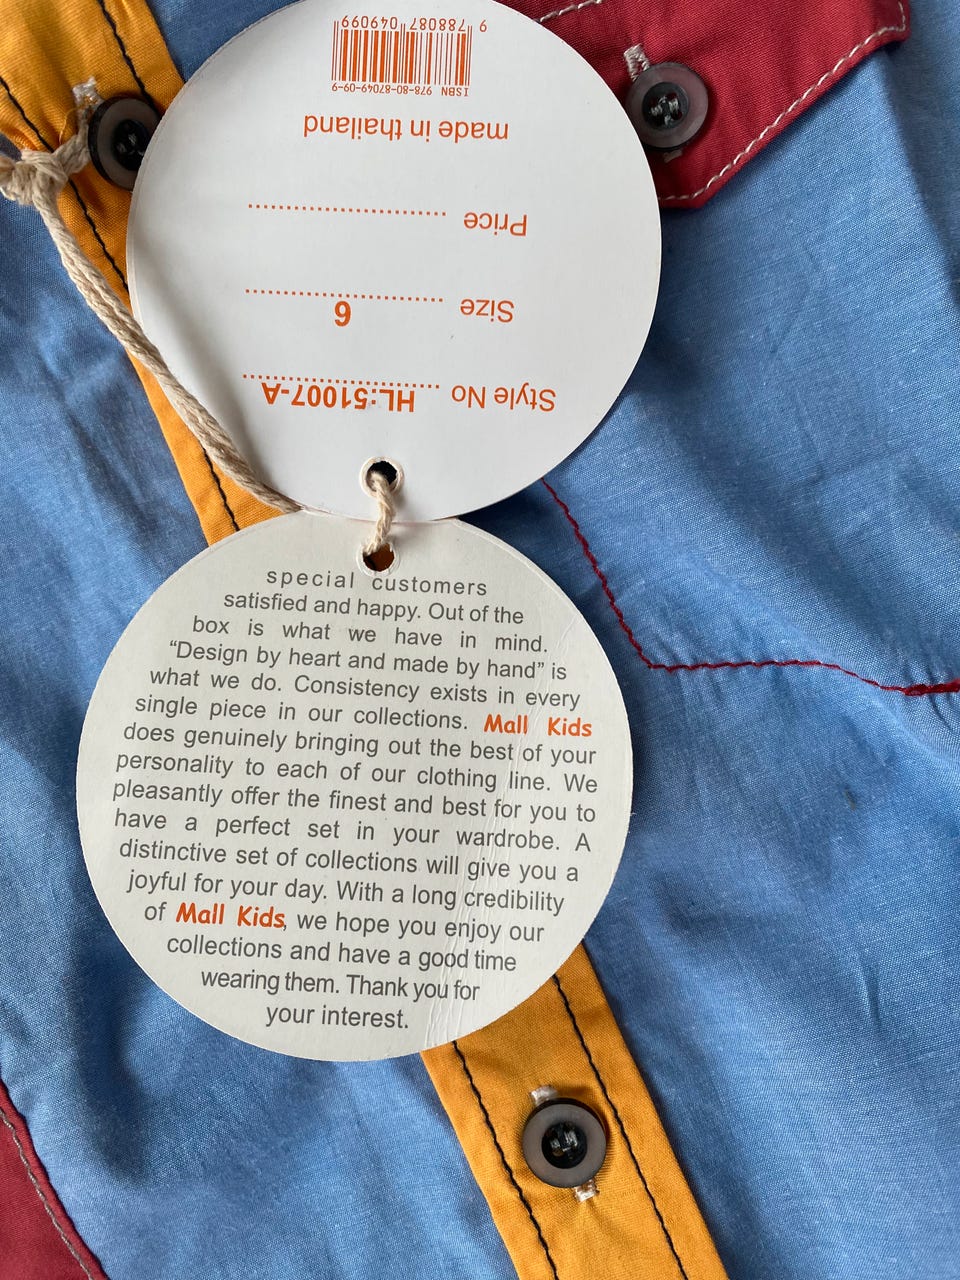 Style No HL:51007-A
Size 6
Price
made in thailand
ISBN 978-80-87049-09-9
9 788087 049099
special customers
satisfied and happy. Out of the
box is what we have in mind.
“Design by heart and made by hand” is
what we do. Consistency exists in every
single piece in our collections. Mall Kids
does genuinely bringing out the best of your
personality to each of our clothing line. We
pleasantly offer the finest and best for you to
have a perfect set in your wardrobe. A
distinctive set of collections will give you a
joyful for your day. With a long credibility
of Mall Kids, we hope you enjoy our
collections and have a good time
wearing them. Thank you for
your interest.